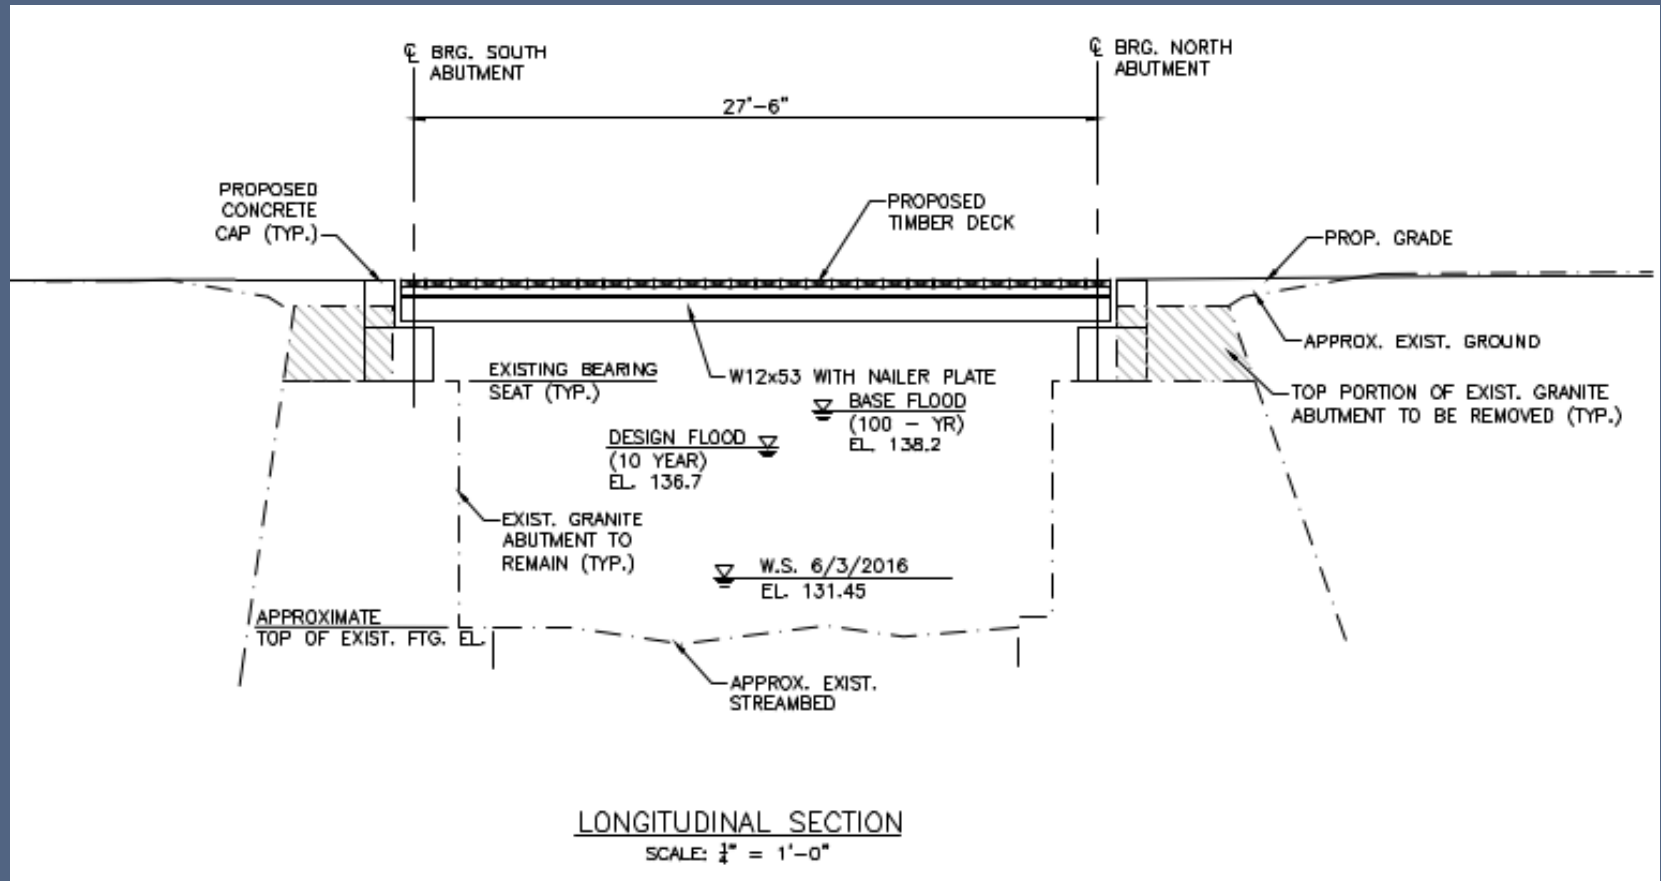 ℄ BRG. SOUTH
ABUTMENT
℄ BRG. NORTH
ABUTMENT
27'-6"
PROPOSED
CONCRETE
CAP (TYP.)
PROPOSED
TIMBER DECK
PROP. GRADE
APPROX. EXIST. GROUND
EXISTING BEARING
SEAT (TYP.)
W12x53 WITH NAILER PLATE
TOP PORTION OF EXIST. GRANITE
ABUTMENT TO BE REMOVED (TYP.)
BASE FLOOD
(100 - YR)
EL. 138.2
DESIGN FLOOD
(10 YEAR)
EL. 136.7
EXIST. GRANITE
ABUTMENT TO
REMAIN (TYP.)
W.S. 6/3/2016
EL. 131.45
APPROXIMATE
TOP OF EXIST. FTG. EL.
APPROX. EXIST.
STREAMBED
LONGITUDINAL SECTION
SCALE: ¼" = 1'-0"